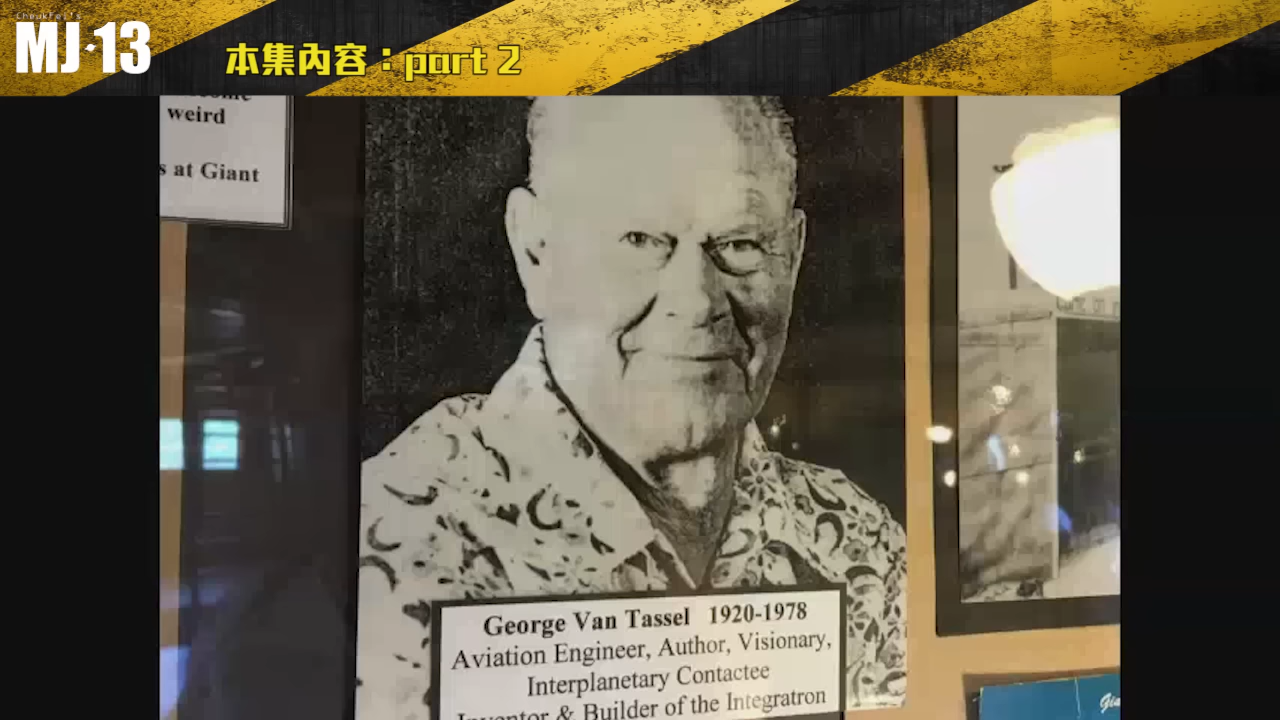 MJ·13
本集內容：part 2
weird
s at Giant
George Van Tassel 1920-1978
Aviation Engineer, Author, Visionary,
Interplanetary Contactee
Inventor & Builder of the Integratron